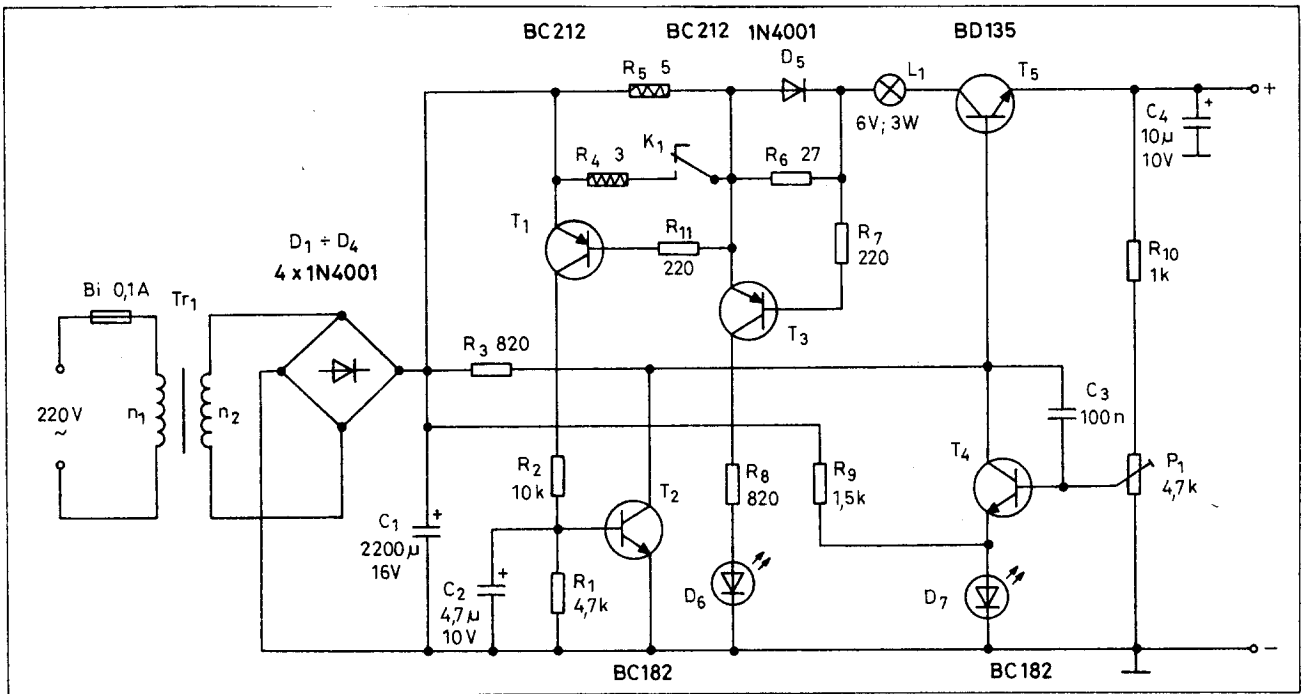 BC212
BC212
1N4001
BD135
R5 5
D5
L1
T5
+
6V; 3W
C4
+
10μ
10V
R4 3
K1
R6 27
T1
R11
220
R7
220
R10
1k
D1 ÷ D4
4 x 1N4001
Bi 0,1A
Tr1
T3
R3 820
C3
100n
220V
~
n1
n2
R2
10k
R8
820
R9
1,5k
T4
P1
4,7k
T2
C1
+
2200μ
16V
C2
+
4,7μ
10V
R1
4,7k
D6
D7
−
BC182
BC182